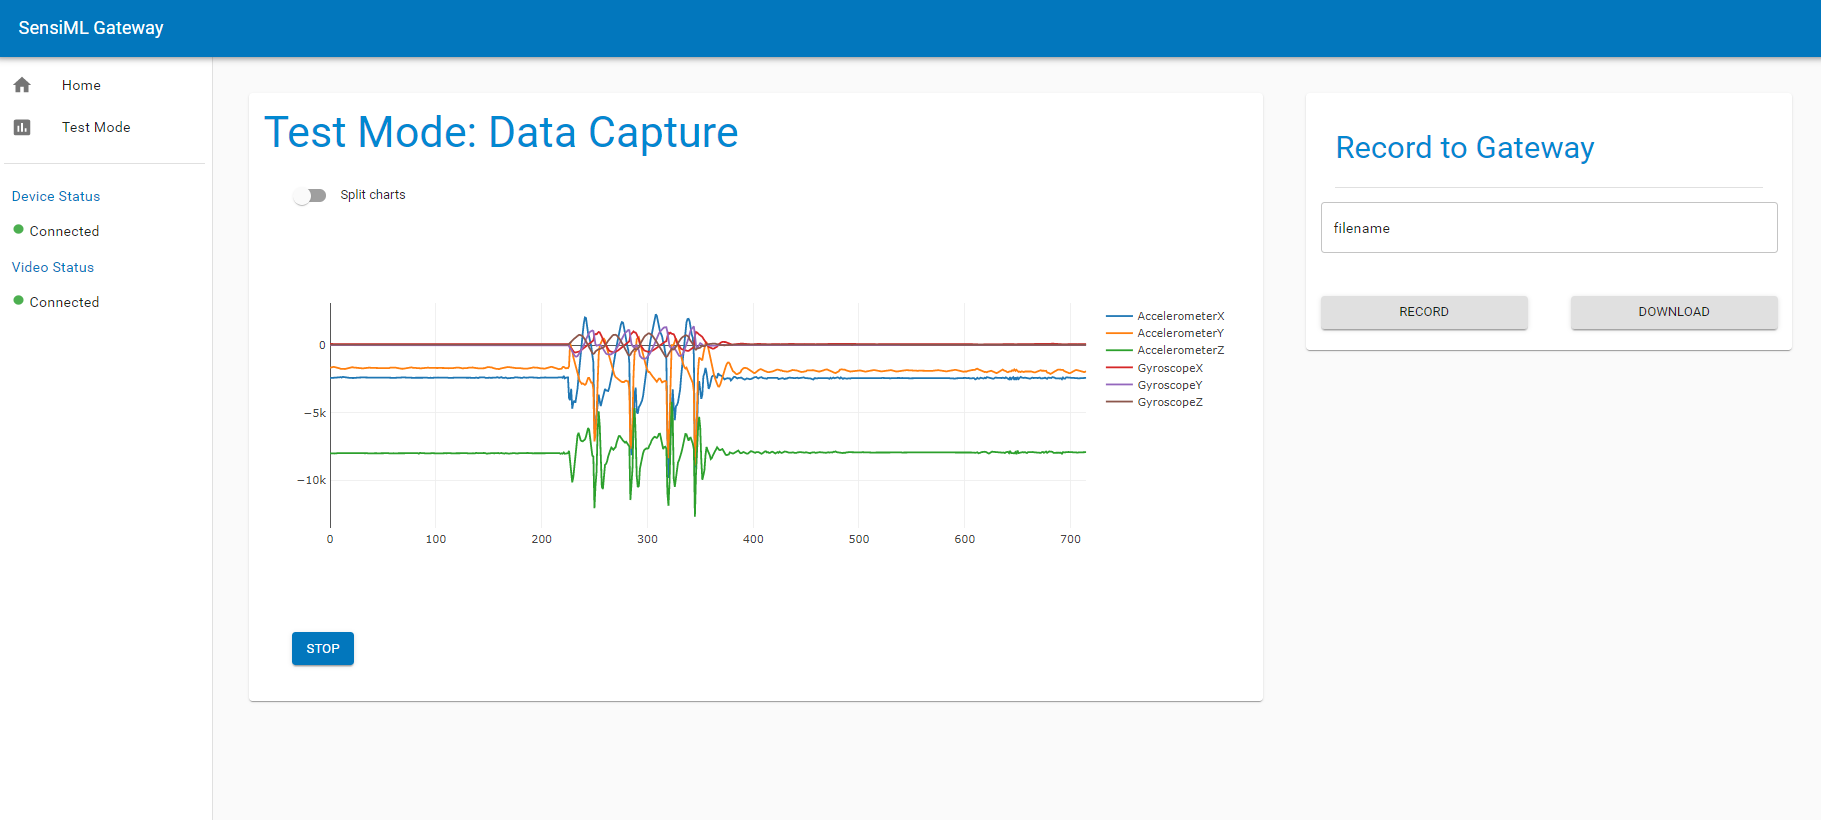 SensiML Gateway
Home
Test Mode
Device Status
Connected
Video Status
Connected
Test Mode: Data Capture
Split charts
0
−5k
−10k
0 100 200 300 400 500 600 700
AccelerometerX
AccelerometerY
AccelerometerZ
GyroscopeX
GyroscopeY
GyroscopeZ
STOP
Record to Gateway
filename
RECORD DOWNLOAD